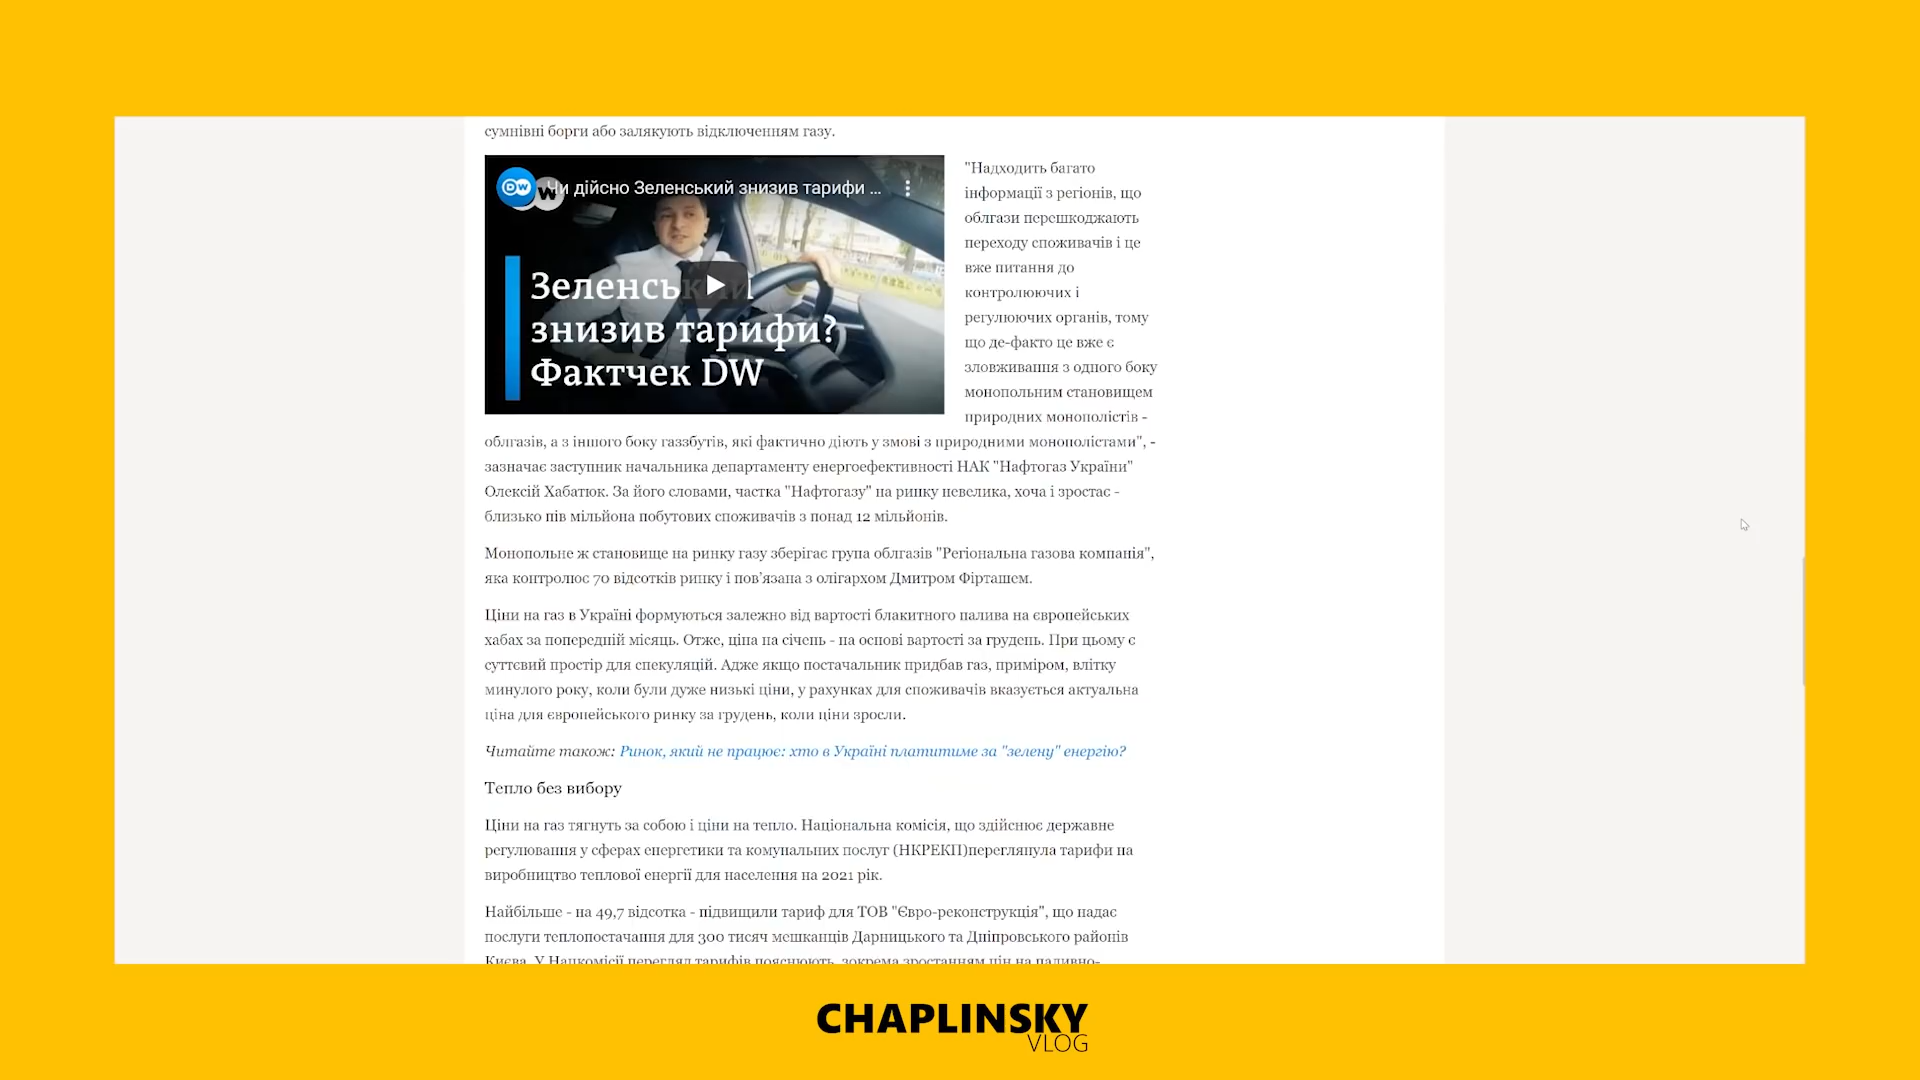 сумнівні борги або залякують відключенням газу.
Чи дійсно Зеленський знизив тарифи ...
Зеленський
знизив тарифи?
Фактчек DW
"Надходить багато
інформації з регіонів, що
облгази перешкоджають
переходу споживачів і це
вже питання до
контролюючих і
регулюючих органів, тому
що де-факто це вже є
зловживання з одного боку
монопольним становищем
природних монополістів -
облгазів, а з іншого боку газзбутів, які фактично діють у змові з природними монополістами", -
зазначає заступник начальника департаменту енергоефективності НАК "Нафтогаз України"
Олексій Хабатюк. За його словами, частка "Нафтогазу" на ринку невелика, хоча і зростає -
близько пів мільйона побутових споживачів з понад 12 мільйонів.
Монопольне ж становище на ринку газу зберігає група облгазів "Регіональна газова компанія",
яка контролює 70 відсотків ринку і пов’язана з олігархом Дмитром Фірташем.
Ціни на газ в Україні формуються залежно від вартості блакитного палива на європейських
хабах за попередній місяць. Отже, ціна на січень - на основі вартості за грудень. При цьому є
суттєвий простір для спекуляцій. Адже якщо постачальник придбав газ, приміром, влітку
минулого року, коли були дуже низькі ціни, у рахунках для споживачів вказується актуальна
ціна для європейського ринку за грудень, коли ціни зросли.
Читайте також: Ринок, який не працює: хто в Україні платитиме за "зелену" енергію?
Тепло без вибору
Ціни на газ тягнуть за собою і ціни на тепло. Національна комісія, що здійснює державне
регулювання у сферах енергетики та комунальних послуг (НКРЕКП)переглянула тарифи на
виробництво теплової енергії для населення на 2021 рік.
Найбільше - на 49,7 відсотка - підвищили тариф для ТОВ "Євро-реконструкція", що надає
послуги теплопостачання для 300 тисяч мешканців Дарницького та Дніпровського районів
Києва. У Нацкомісії перегляд тарифів пояснюють, зокрема зростанням цін на паливно-
CHAPLINSKY
VLOG